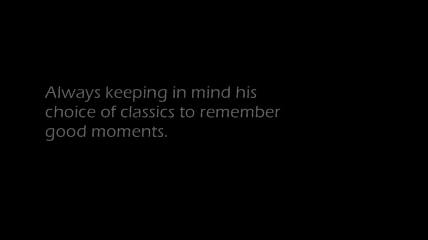 Always keeping in mind his
choice of classics to remember
good moments.